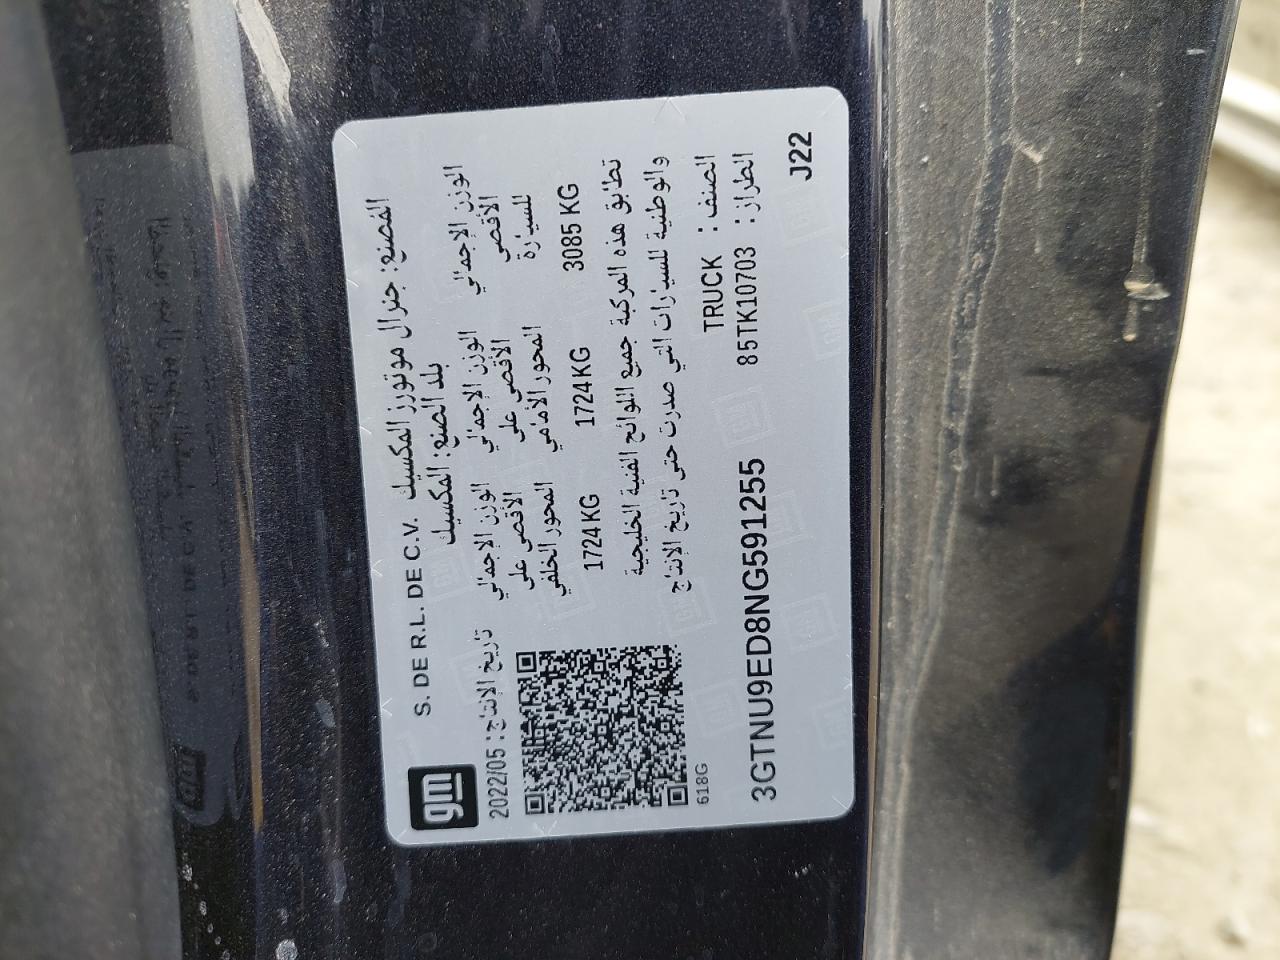 gm
المصنع: جنرال موتورز المكسيك S. DE R.L. DE C.V.
بلد الصنع: المكسيك
تاريخ الإنتاج: 2022/05
الوزن الإجمالي الأقصى للسيارة
الوزن الإجمالي الأقصى على المحور الأمامي
الوزن الإجمالي الأقصى على المحور الخلفي
3085 KG 1724 KG 1724 KG
تطابق هذه المركبة جميع اللوائح الفنية الخليجية
والوطنية للسيارات التي صدرت حتى تاريخ الإنتاج
الصنف : TRUCK
الطراز : 85TK10703
618G
3GTNU9ED8NG591255
J22